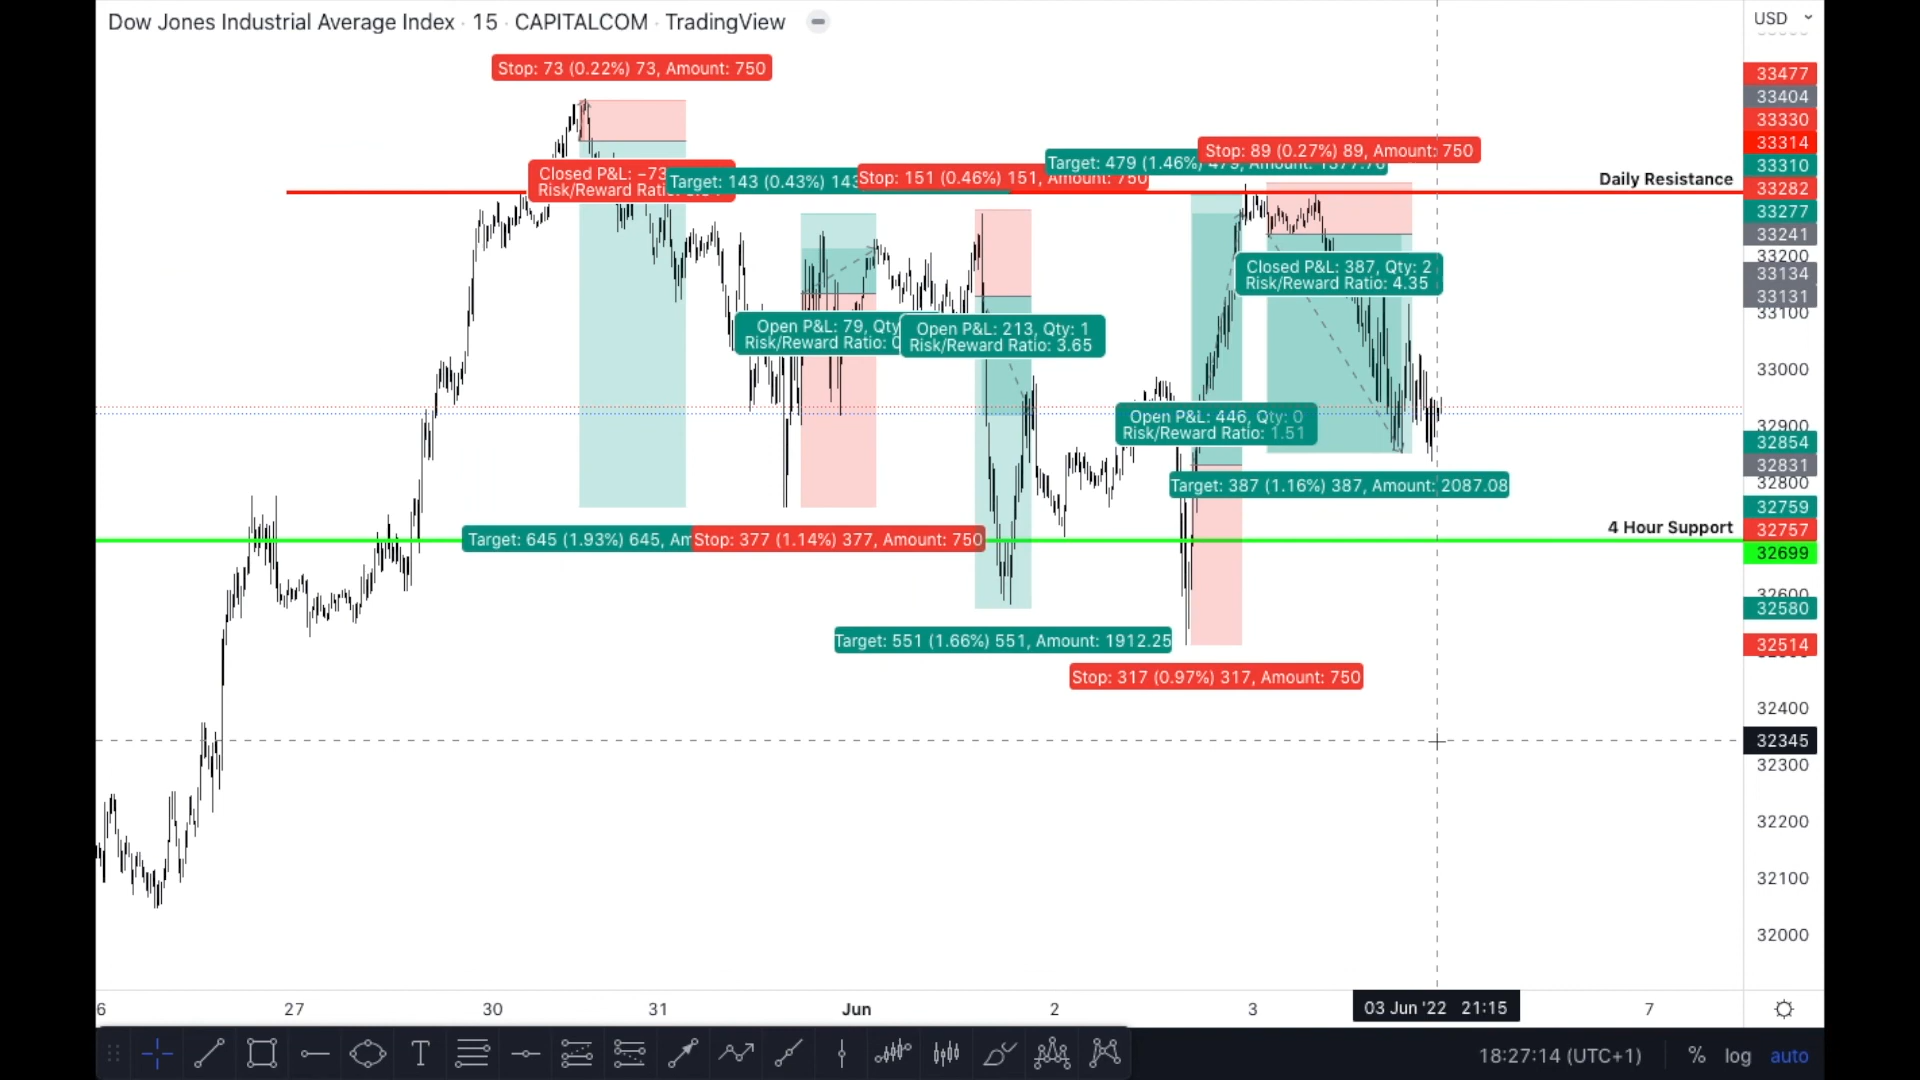 Dow Jones Industrial Average Index · 15 · CAPITALCOM · TradingView
USD
Stop: 73 (0.22%) 73, Amount: 750
33477
33404
33330
33314
33310
33282
33277
33241
33200
33134
33131
33100
33000
32900
32854
32831
32800
32759
32757
32699
32600
32580
32514
32400
32345
32300
32200
32100
32000
Stop: 89 (0.27%) 89, Amount: 750
Target: 479 (1.46%) 479, Amount:
Closed P&L: −73
Risk/Reward
Target: 143 (0.43%) 143
Stop: 151 (0.46%) 151, Amount: 750
Daily Resistance
Closed P&L: 387, Qty: 2
Risk/Reward Ratio: 4.35
Open P&L: 79, Qty
Risk/Reward Ratio:
Open P&L: 213, Qty: 1
Risk/Reward Ratio: 3.65
Open P&L: 446, Qty: 0
Risk/Reward Ratio: 1.51
Target: 387 (1.16%) 387, Amount: 2087.08
4 Hour Support
Target: 645 (1.93%) 645,
Stop: 377 (1.14%) 377, Amount: 750
Target: 551 (1.66%) 551, Amount: 1912.25
Stop: 317 (0.97%) 317, Amount: 750
6 27 30 31 Jun 2 3 03 Jun '22 21:15 7
18:27:14 (UTC+1) % log auto